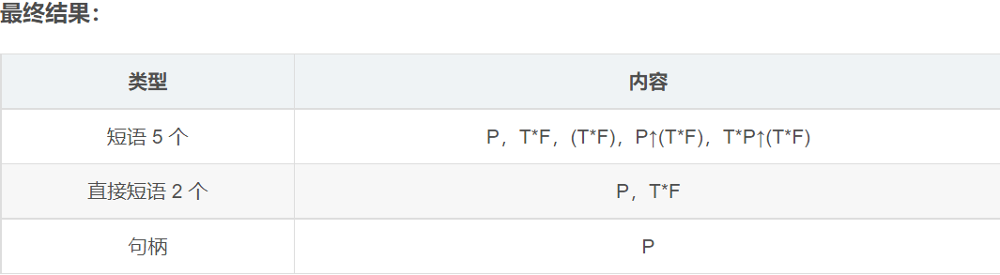 最终结果：
类型 内容
短语 5 个 P，T*F，(T*F)，P↑(T*F)，T*P↑(T*F)
直接短语 2 个 P，T*F
句柄 P